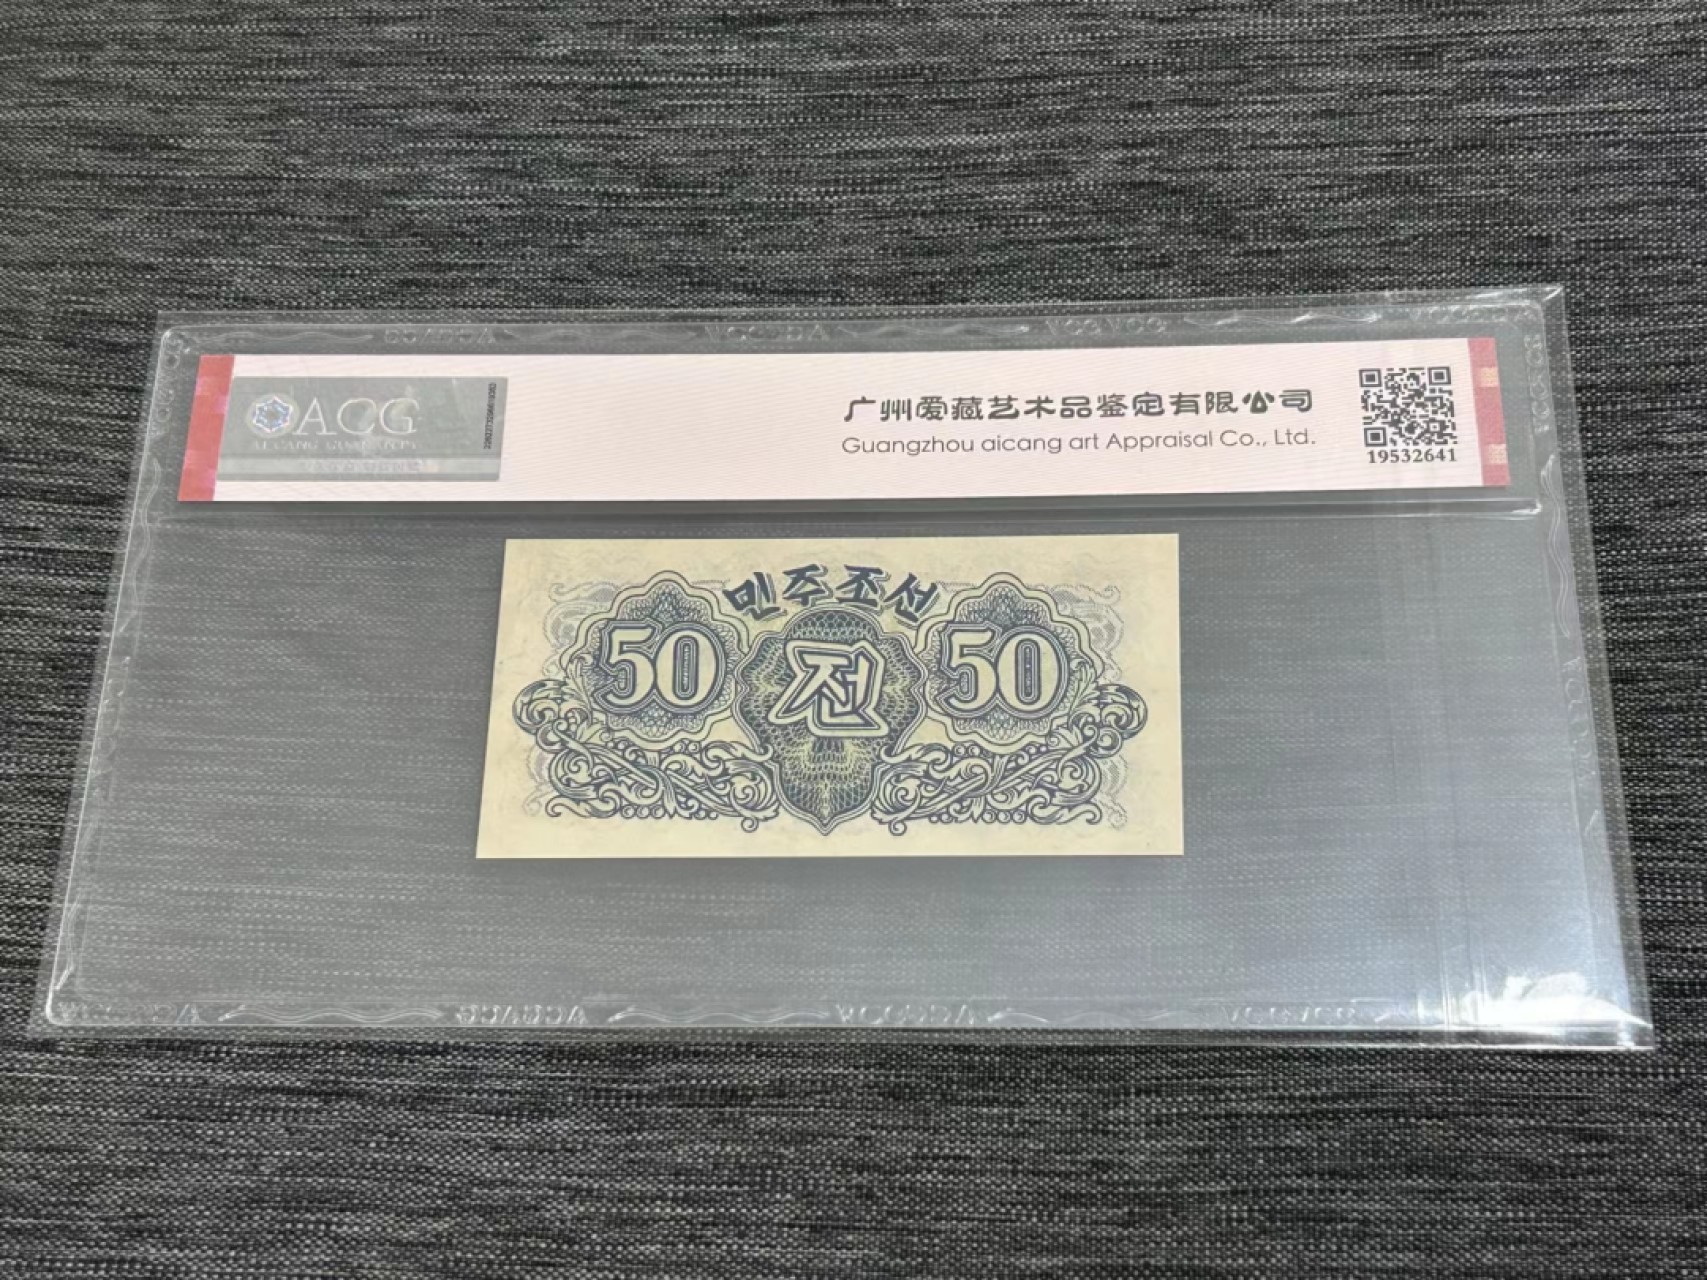 ACG
广州爱藏艺术品鉴定有限公司
Guangzhou aicang art Appraisal Co., Ltd.
19532641
민주조선
50 전 50